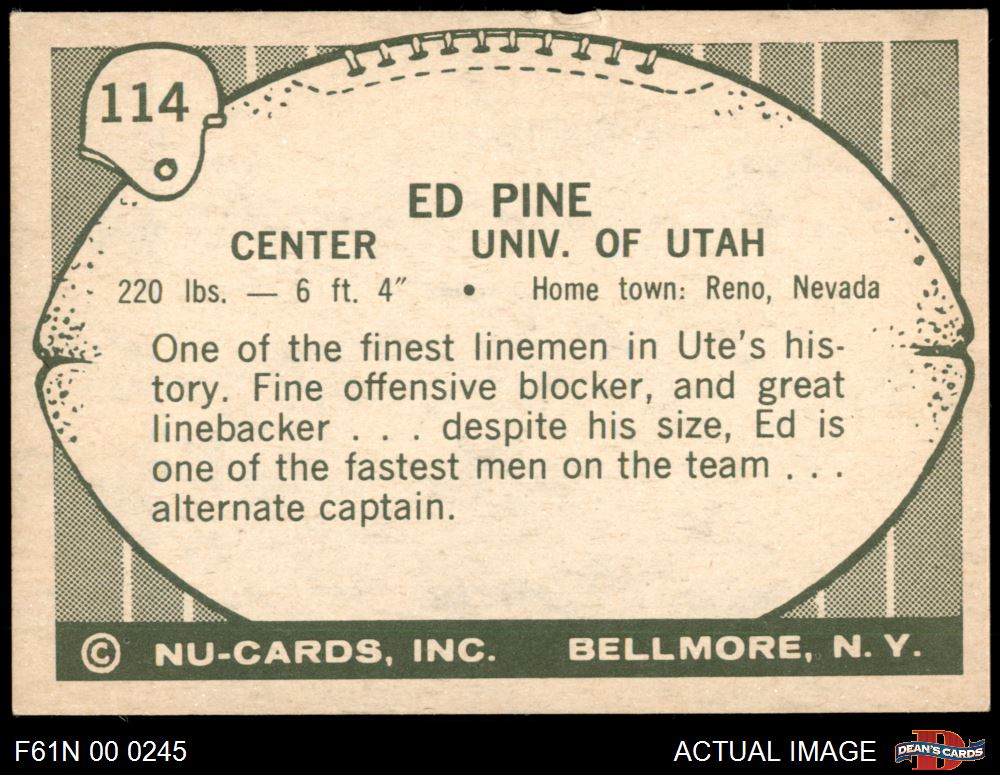 114
ED PINE
CENTER UNIV. OF UTAH
220 lbs. — 6 ft. 4" • Home town: Reno, Nevada
One of the finest linemen in Ute's his-
tory. Fine offensive blocker, and great
linebacker . . . despite his size, Ed is
one of the fastest men on the team . . .
alternate captain.
© NU-CARDS, INC. BELLMORE, N. Y.
F61N 00 0245 ACTUAL IMAGE D DEAN'S CARDS